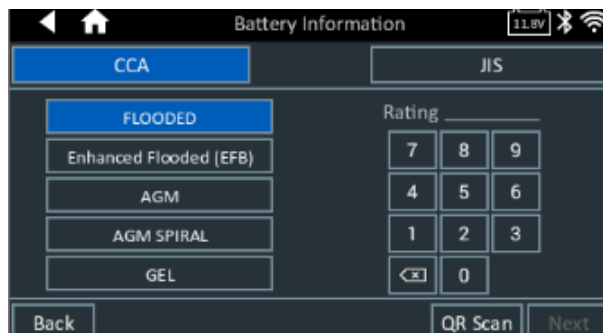 Battery Information 11.8V
CCA JIS
FLOODED
Enhanced Flooded (EFB)
AGM
AGM SPIRAL
GEL
Rating
7 8 9
4 5 6
1 2 3
0
Back QR Scan Next